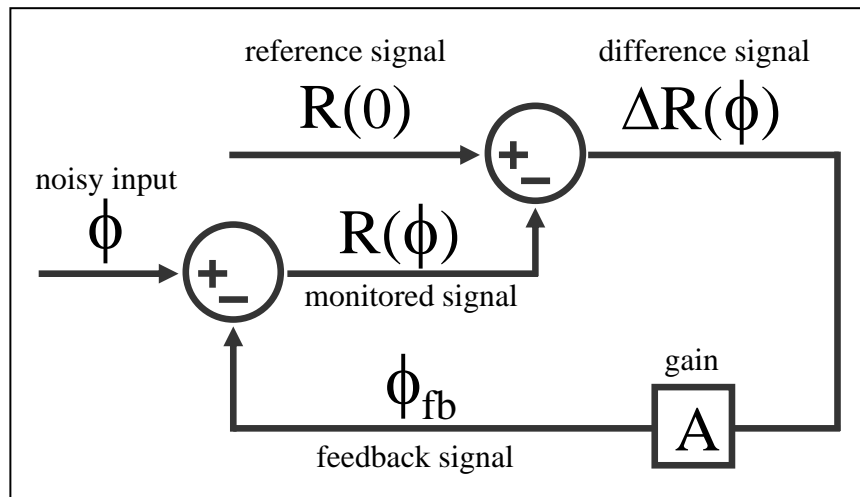 reference signal
difference signal
R(0)
ΔR(ϕ)
+
−
noisy input
ϕ
R(ϕ)
+
−
monitored signal
gain
ϕfb
A
feedback signal